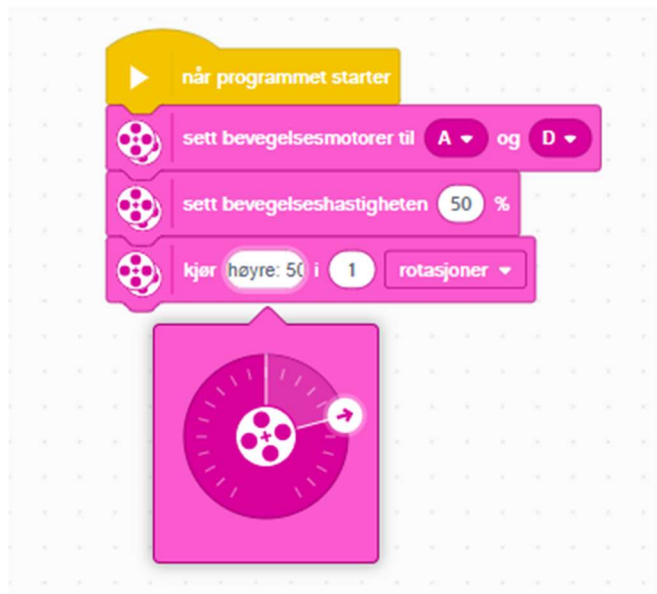 når programmet starter
sett bevegelsesmotorer til A og D
sett bevegelseshastigheten 50 %
kjør høyre: 50 i 1 rotasjoner